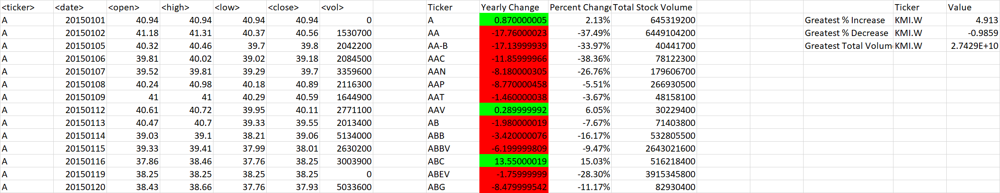 <ticker> <date> <open> <high> <low> <close> <vol> Ticker Yearly Change Percent Change Total Stock Volume Ticker Value
A 20150101 40.94 40.94 40.94 40.94 0 A 0.870000005 2.13% 645319200 Greatest % Increase KMI.W 4.913
A 20150102 41.18 41.31 40.37 40.56 1530700 AA -17.76000023 -37.49% 6449104200 Greatest % Decrease KMI.W -0.9859
A 20150105 40.32 40.46 39.7 39.8 2042200 AA-B -17.13999939 -33.97% 40441700 Greatest Total Volum KMI.W 2.7429E+10
A 20150106 39.81 40.02 39.02 39.18 2084500 AAC -11.85999966 -38.36% 78122300
A 20150107 39.52 39.81 39.29 39.7 3359600 AAN -8.180000305 -26.76% 179606700
A 20150108 40.24 40.98 40.18 40.89 2116300 AAP -8.770000458 -5.51% 266930500
A 20150109 41 41 40.29 40.59 1644900 AAT -1.460000038 -3.67% 48158100
A 20150112 40.61 40.72 39.95 40.11 2771100 AAV 0.289999992 6.05% 30229400
A 20150113 40.47 40.7 39.33 39.55 2013400 AB -1.980000019 -7.67% 71403800
A 20150114 39.03 39.1 38.21 39.06 5134000 ABB -3.420000076 -16.17% 532805500
A 20150115 39.33 39.41 37.99 38.01 2630200 ABBV -6.199999809 -9.47% 2643021600
A 20150116 37.86 38.46 37.76 38.25 3003900 ABC 13.55000019 15.03% 516218400
A 20150119 38.25 38.25 38.25 38.25 0 ABEV -1.75999999 -28.30% 3915345800
A 20150120 38.43 38.66 37.76 37.93 5033600 ABG -8.479999542 -11.17% 82930400